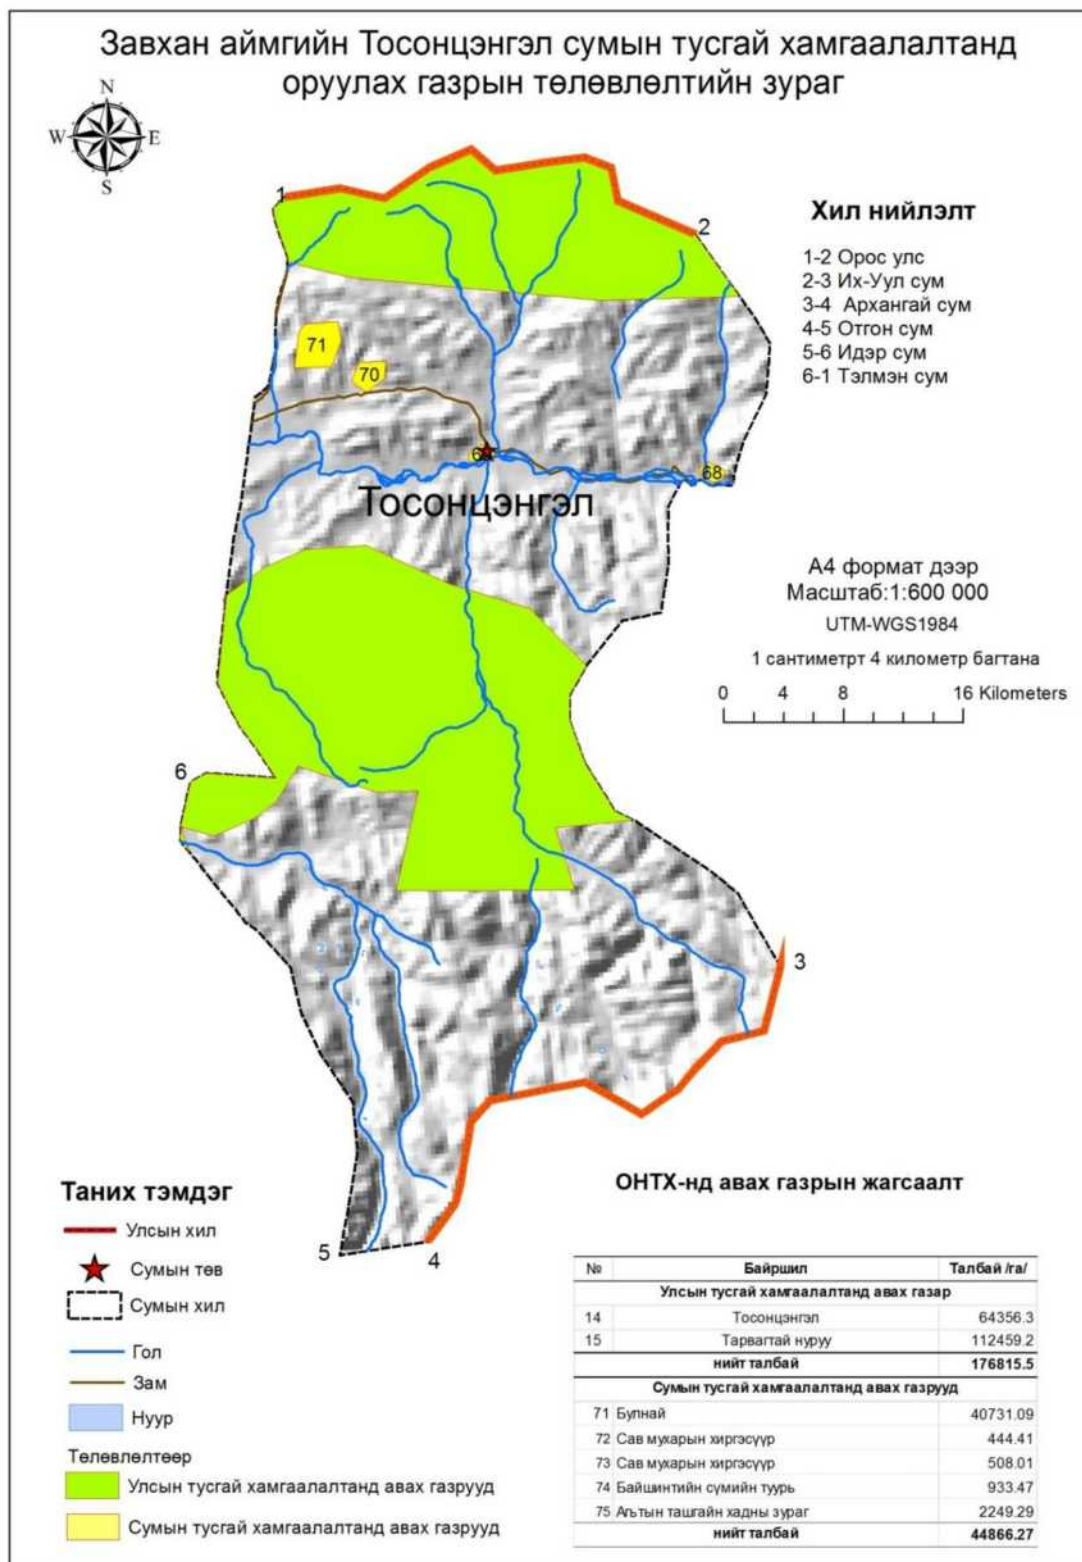 Завхан аймгийн Тосонцэнгэл сумын тусгай хамгаалалтанд
оруулах газрын төлөвлөлтийн зураг
N
W E
S
1
2
Хил нийлэлт
1-2 Орос улс
2-3 Их-Уул сум
3-4 Архангай сум
4-5 Отгон сум
5-6 Идэр сум
6-1 Тэлмэн сум
71
70
68
Тосонцэнгэл
А4 формат дээр
Масштаб:1:600 000
UTM-WGS1984
1 сантиметрт 4 километр багтана
0 4 8 16 Kilometers
6
3
5
4
Таних тэмдэг
Улсын хил
Сумын төв
Сумын хил
Гол
Зам
Нуур
Төлөвлөлтөөр
Улсын тусгай хамгаалалтанд авах газрууд
Сумын тусгай хамгаалалтанд авах газрууд
ОНТХ-нд авах газрын жагсаалт
№ Байршил Талбай /га/
Улсын тусгай хамгаалалтанд авах газар
14 Тосонцэнгэл 64356.3
15 Тарвагтай нуруу 112459.2
нийт талбай 176815.5
Сумын тусгай хамгаалалтанд авах газрууд
71 Булнай 40731.09
72 Сав мухарын хиргэсүүр 444.41
73 Сав мухарын хиргэсүүр 508.01
74 Байшинтийн сүмийн туурь 933.47
75 Агьтын ташгайн хадны зураг 2249.29
нийт талбай 44866.27